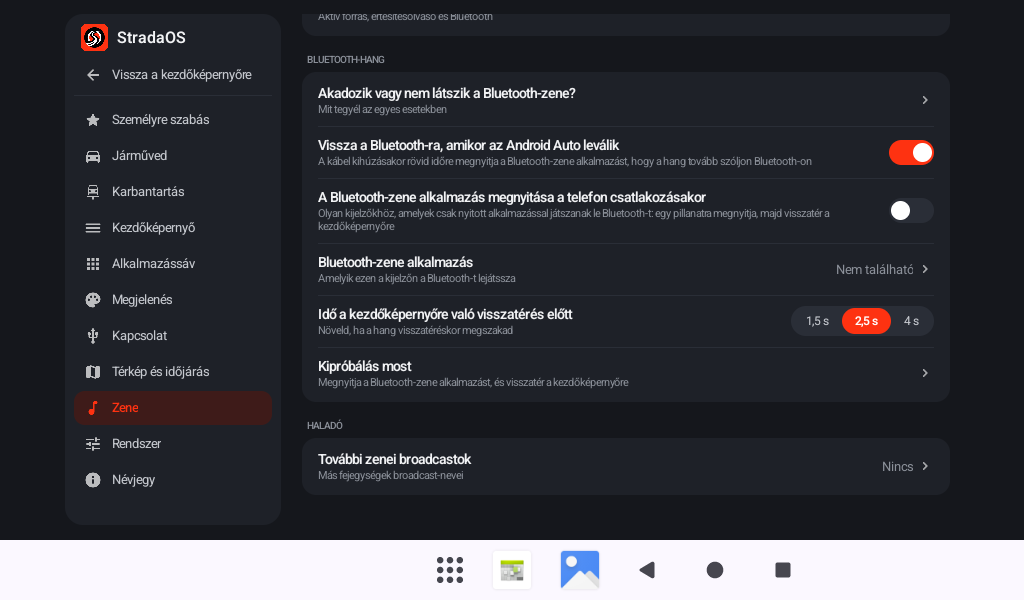 StradaOS
Vissza a kezdőképernyőre
Személyre szabás
Járműved
Karbantartás
Kezdőképernyő
Alkalmazássáv
Megjelenés
Kapcsolat
Térkép és időjárás
Zene
Rendszer
Névjegy
Aktív forrás, értesítésolvasó és Bluetooth
BLUETOOTH-HANG
Akadozik vagy nem látszik a Bluetooth-zene?
Mit tegyél az egyes esetekben
Vissza a Bluetooth-ra, amikor az Android Auto leválik
A kábel kihúzásakor rövid időre megnyitja a Bluetooth-zene alkalmazást, hogy a hang tovább szóljon Bluetooth-on
A Bluetooth-zene alkalmazás megnyitása a telefon csatlakozásakor
Olyan kijelzőkhöz, amelyek csak nyitott alkalmazással játszanak le Bluetooth-t: egy pillanatra megnyitja, majd visszatér a
kezdőképernyőre
Bluetooth-zene alkalmazás
Amelyik ezen a kijelzőn a Bluetooth-t lejátssza
Nem található
Idő a kezdőképernyőre való visszatérés előtt
Növeld, ha a hang visszatéréskor megszakad
1,5 s 2,5 s 4 s
Kipróbálás most
Megnyitja a Bluetooth-zene alkalmazást, és visszatér a kezdőképernyőre
HALADÓ
További zenei broadcastok
Más fejegységek broadcast-nevei
Nincs